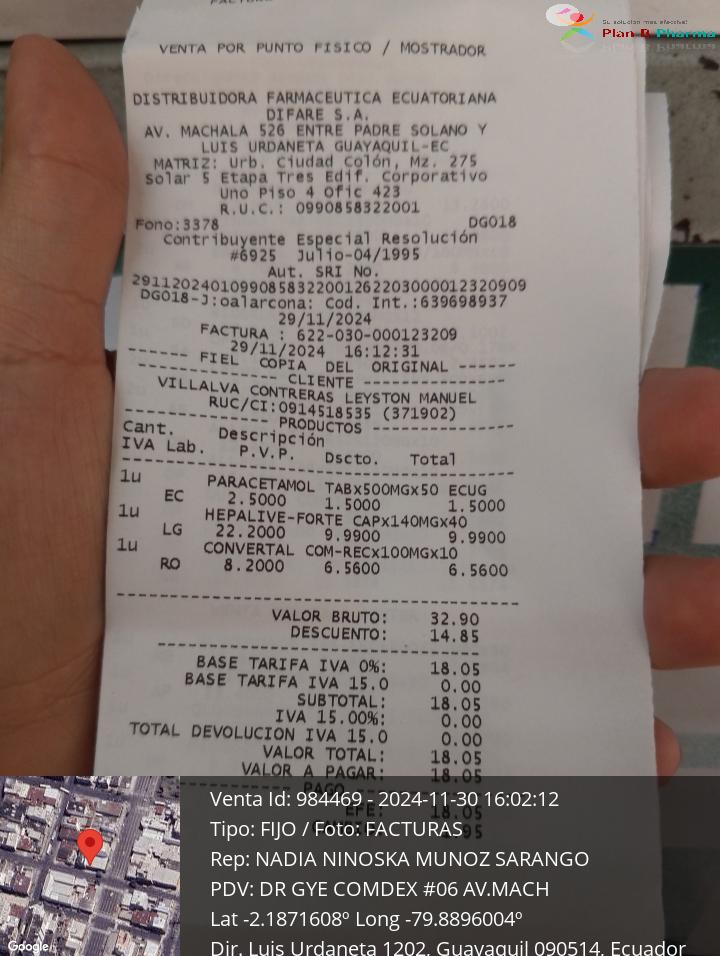 FACTURA
Su solución más efectiva!
Plan B Pharma
VENTA POR PUNTO FISICO / MOSTRADOR
DISTRIBUIDORA FARMACEUTICA ECUATORIANA
DIFARE S.A.
AV. MACHALA 526 ENTRE PADRE SOLANO Y
LUIS URDANETA GUAYAQUIL-EC
MATRIZ: Urb. Ciudad Colón, Mz. 275
Solar 5 Etapa Tres Edif. Corporativo
Uno Piso 4 Ofic 423
R.U.C.: 0990858322001
Fono:3378 DG018
Contribuyente Especial Resolución
#6925 Julio-04/1995
Aut. SRI No.
29112024010990858322001262203000012320909
DG018-J:oalarcona: Cod. Int.:639698937
29/11/2024
FACTURA : 622-030-000123209
29/11/2024 16:12:31
------ FIEL COPIA DEL ORIGINAL ------
--------------- CLIENTE ---------------
VILLALVA CONTRERAS LEYSTON MANUEL
RUC/CI:0914518535 (371902)
--------------- PRODUCTOS ---------------
Cant. Descripción
IVA Lab. P.V.P. Dscto. Total
1u PARACETAMOL TABx500MGx50 ECUG
EC 2.5000 1.5000 1.5000
1u HEPALIVE-FORTE CAPx140MGx40
LG 22.2000 9.9900 9.9900
1u CONVERTAL COM-RECx100MGx10
RO 8.2000 6.5600 6.5600
VALOR BRUTO: 32.90
DESCUENTO: 14.85
BASE TARIFA IVA 0%: 18.05
BASE TARIFA IVA 15.0 0.00
SUBTOTAL: 18.05
IVA 15.00%: 0.00
TOTAL DEVOLUCION IVA 15.0 0.00
VALOR TOTAL: 18.05
VALOR A PAGAR: 18.05
PAGO
EFE: 18.05
Venta Id: 984469 - 2024-11-30 16:02:12
Tipo: FIJO / Foto: FACTURAS
Rep: NADIA NINOSKA MUNOZ SARANGO
PDV: DR GYE COMDEX #06 AV.MACH
Lat -2.1871608º Long -79.8896004º
Dir. Luis Urdaneta 1202, Guayaquil 090514, Ecuador
Google